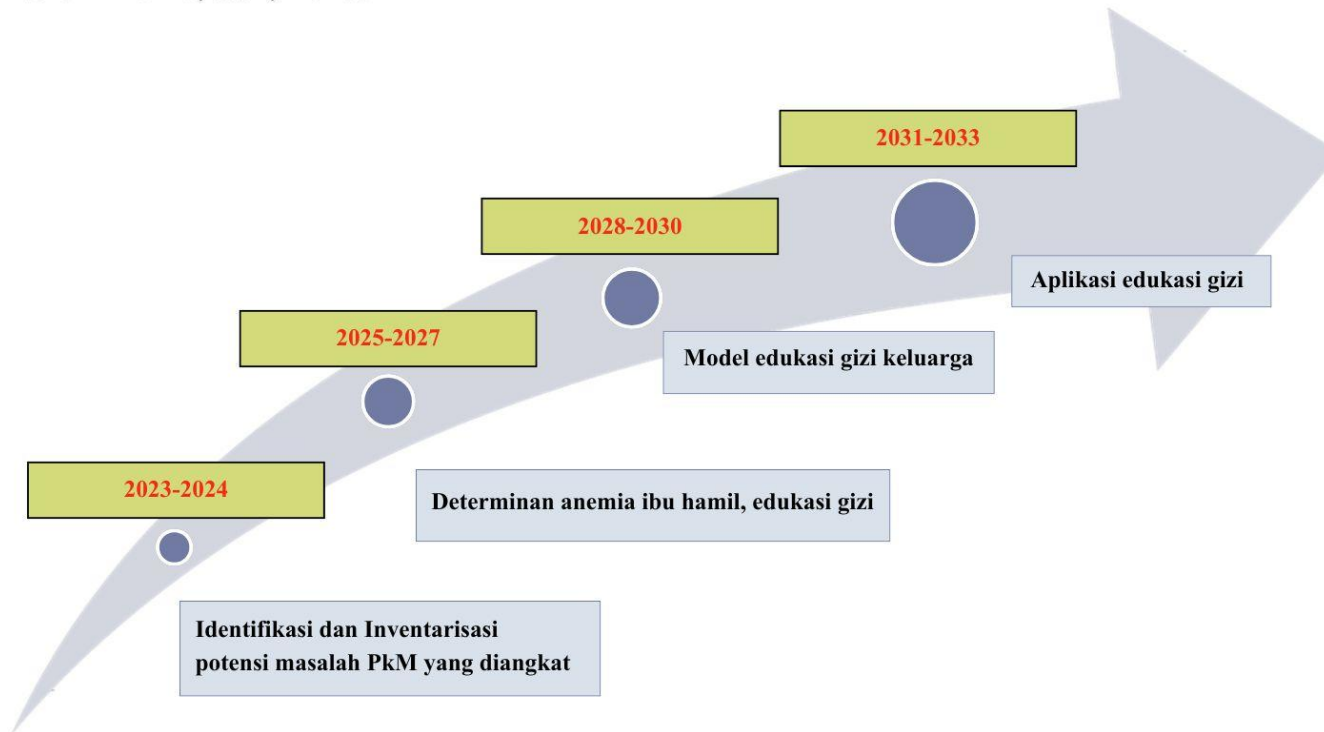 2023-2024
Identifikasi dan Inventarisasi
potensi masalah PkM yang diangkat
2025-2027
Determinan anemia ibu hamil, edukasi gizi
2028-2030
Model edukasi gizi keluarga
2031-2033
Aplikasi edukasi gizi